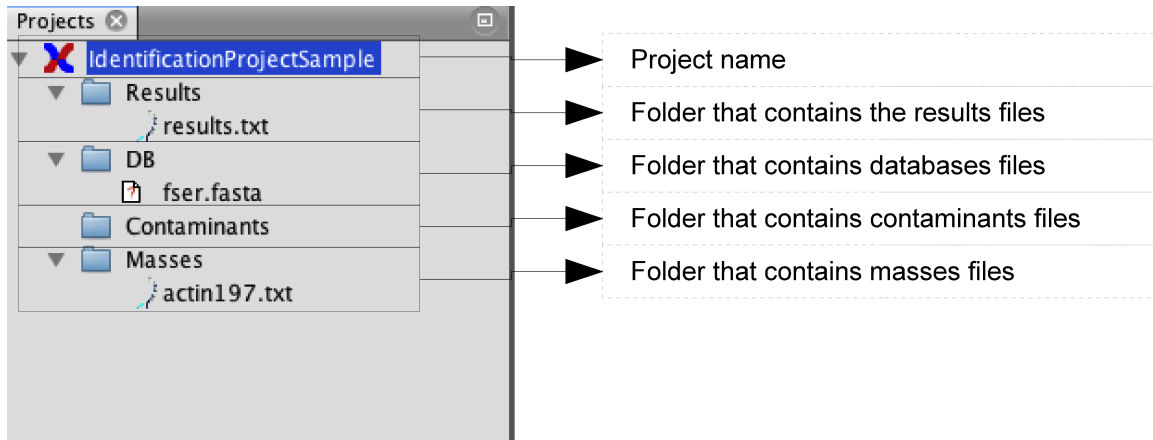 Projects
IdentificationProjectSample
Project name
Results
Folder that contains the results files
results.txt
DB
Folder that contains databases files
fser.fasta
Contaminants
Folder that contains contaminants files
Masses
Folder that contains masses files
actin197.txt